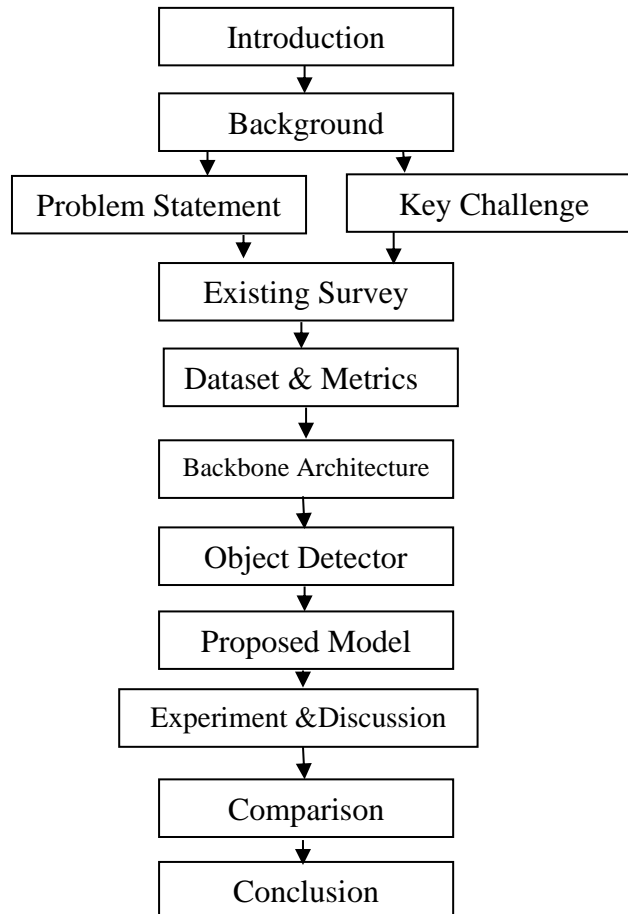 Introduction
Background
Problem Statement
Key Challenge
Existing Survey
Dataset & Metrics
Backbone Architecture
Object Detector
Proposed Model
Experiment &Discussion
Comparison
Conclusion